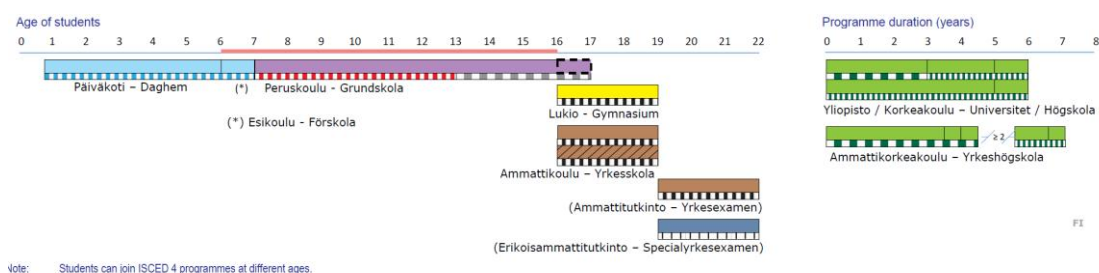 Age of students
Programme duration (years)
0 1 2 3 4 5 6 7 8 9 10 11 12 13 14 15 16 17 18 19 20 21 22
0 1 2 3 4 5 6 7 8
Päiväkoti – Daghem
(*)
Peruskoulu - Grundskola
(*) Esikoulu - Förskola
Lukio - Gymnasium
Ammattikoulu – Yrkesskola
(Ammattitutkinto – Yrkesexamen)
(Erikoisammattitutkinto – Specialyrkesexamen)
Yliopisto / Korkeakoulu – Universitet / Högskola
≥ 2
Ammattikorkeakoulu – Yrkeshögskola
FI
Note: Students can join ISCED 4 programmes at different ages.